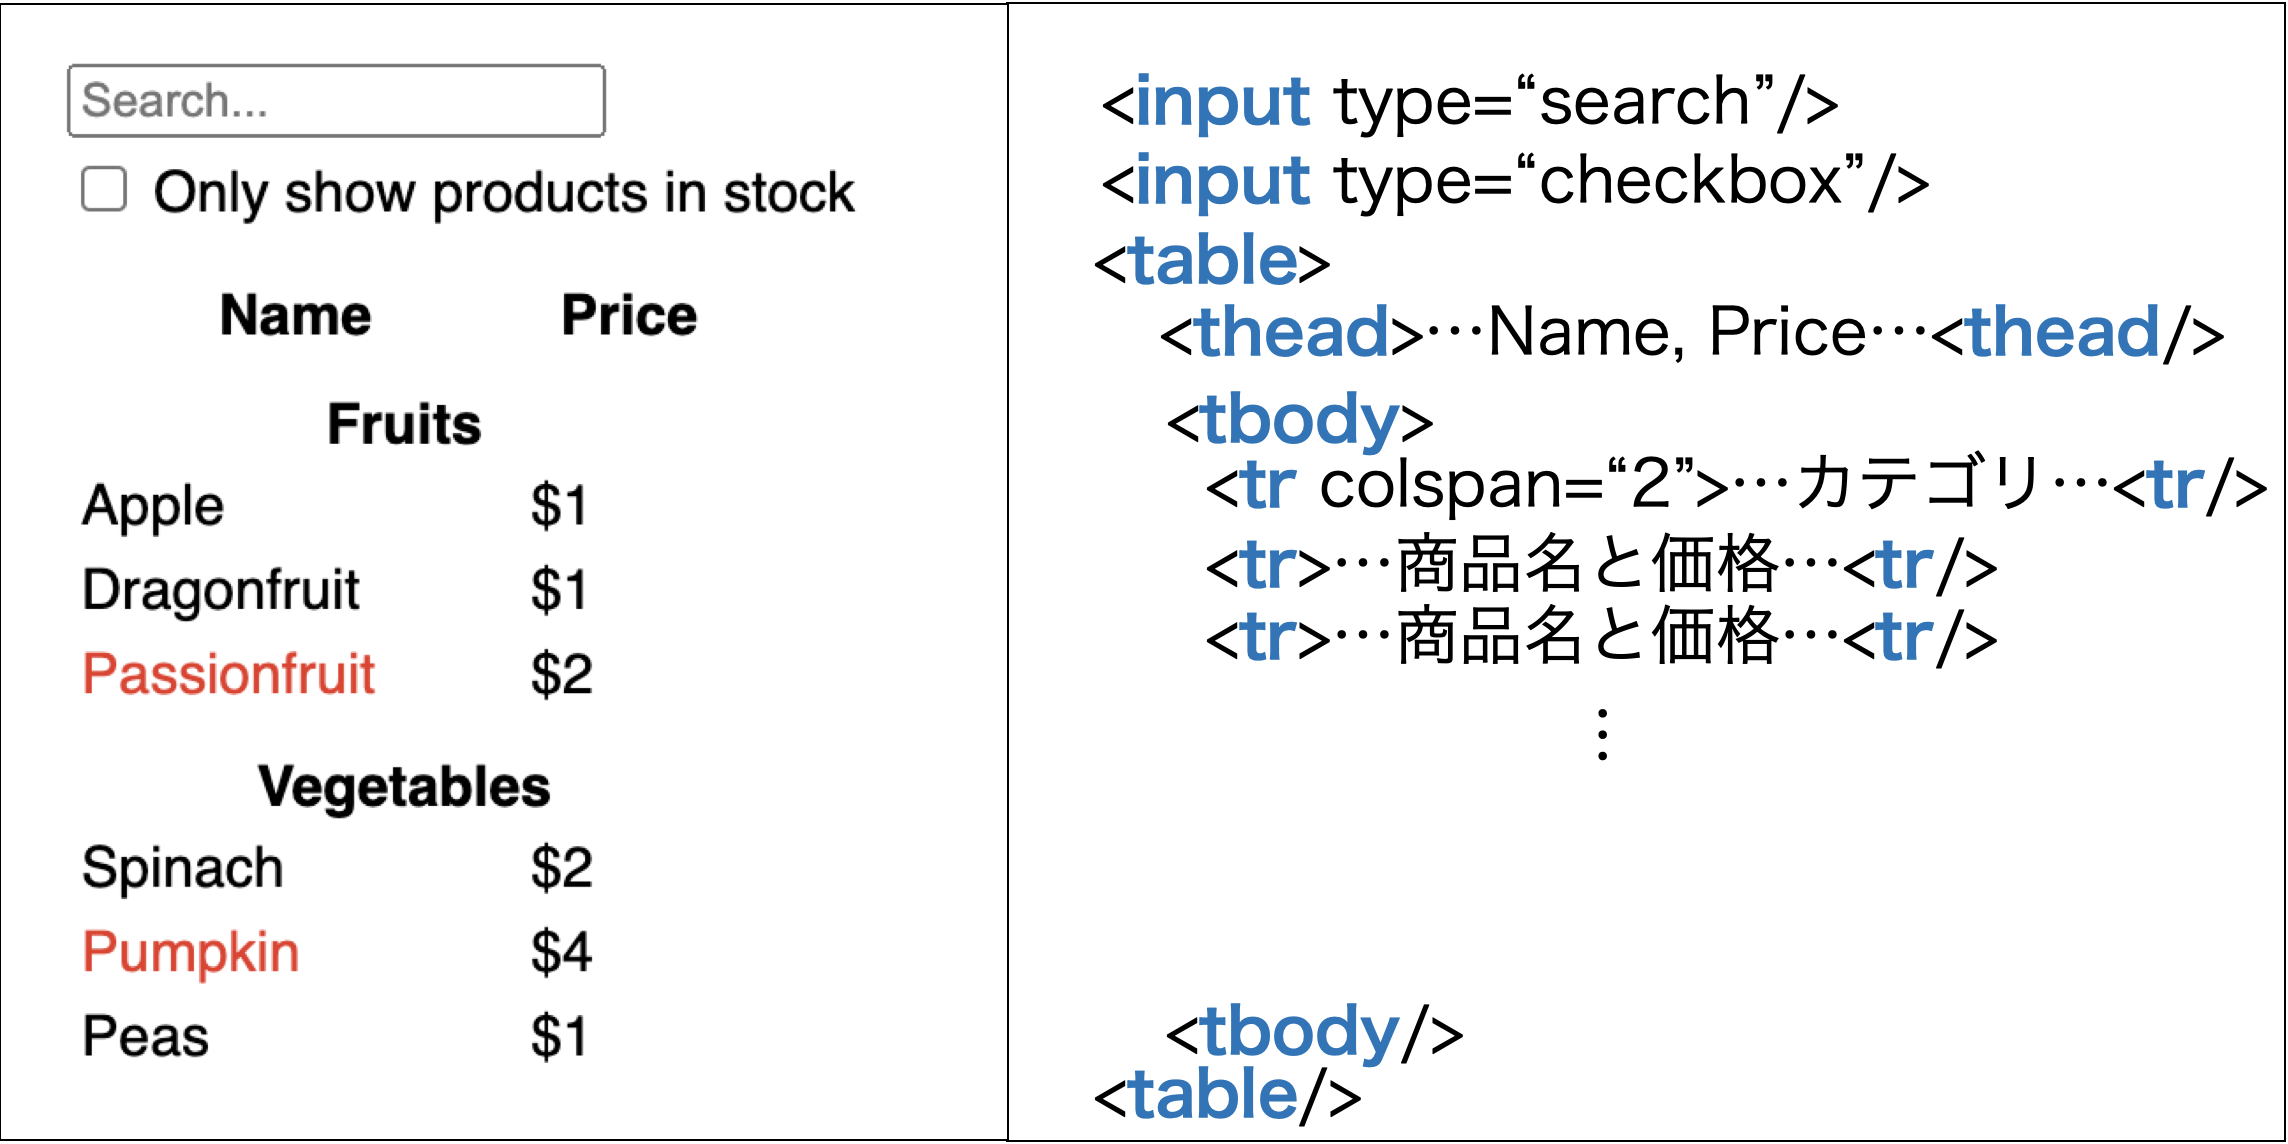 Search...
Only show products in stock
Name Price
Fruits
Apple $1
Dragonfruit $1
Passionfruit $2
Vegetables
Spinach $2
Pumpkin $4
Peas $1
<input type=“search”/>
<input type=“checkbox”/>
<table>
<thead>…Name, Price…<thead/>
<tbody>
<tr colspan=“2”>…カテゴリ…<tr/>
<tr>…商品名と価格…<tr/>
<tr>…商品名と価格…<tr/>
⋮
<tbody/>
<table/>